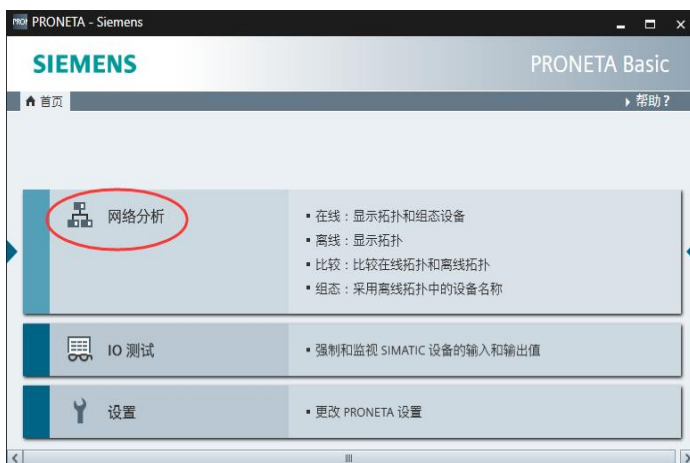 PRONETA - Siemens
SIEMENS
PRONETA Basic
首页
帮助?
网络分析
▪ 在线：显示拓扑和组态设备
▪ 离线：显示拓扑
▪ 比较：比较在线拓扑和离线拓扑
▪ 组态：采用离线拓扑中的设备名称
IO 测试
▪ 强制和监视 SIMATIC 设备的输入和输出值
设置
▪ 更改 PRONETA 设置